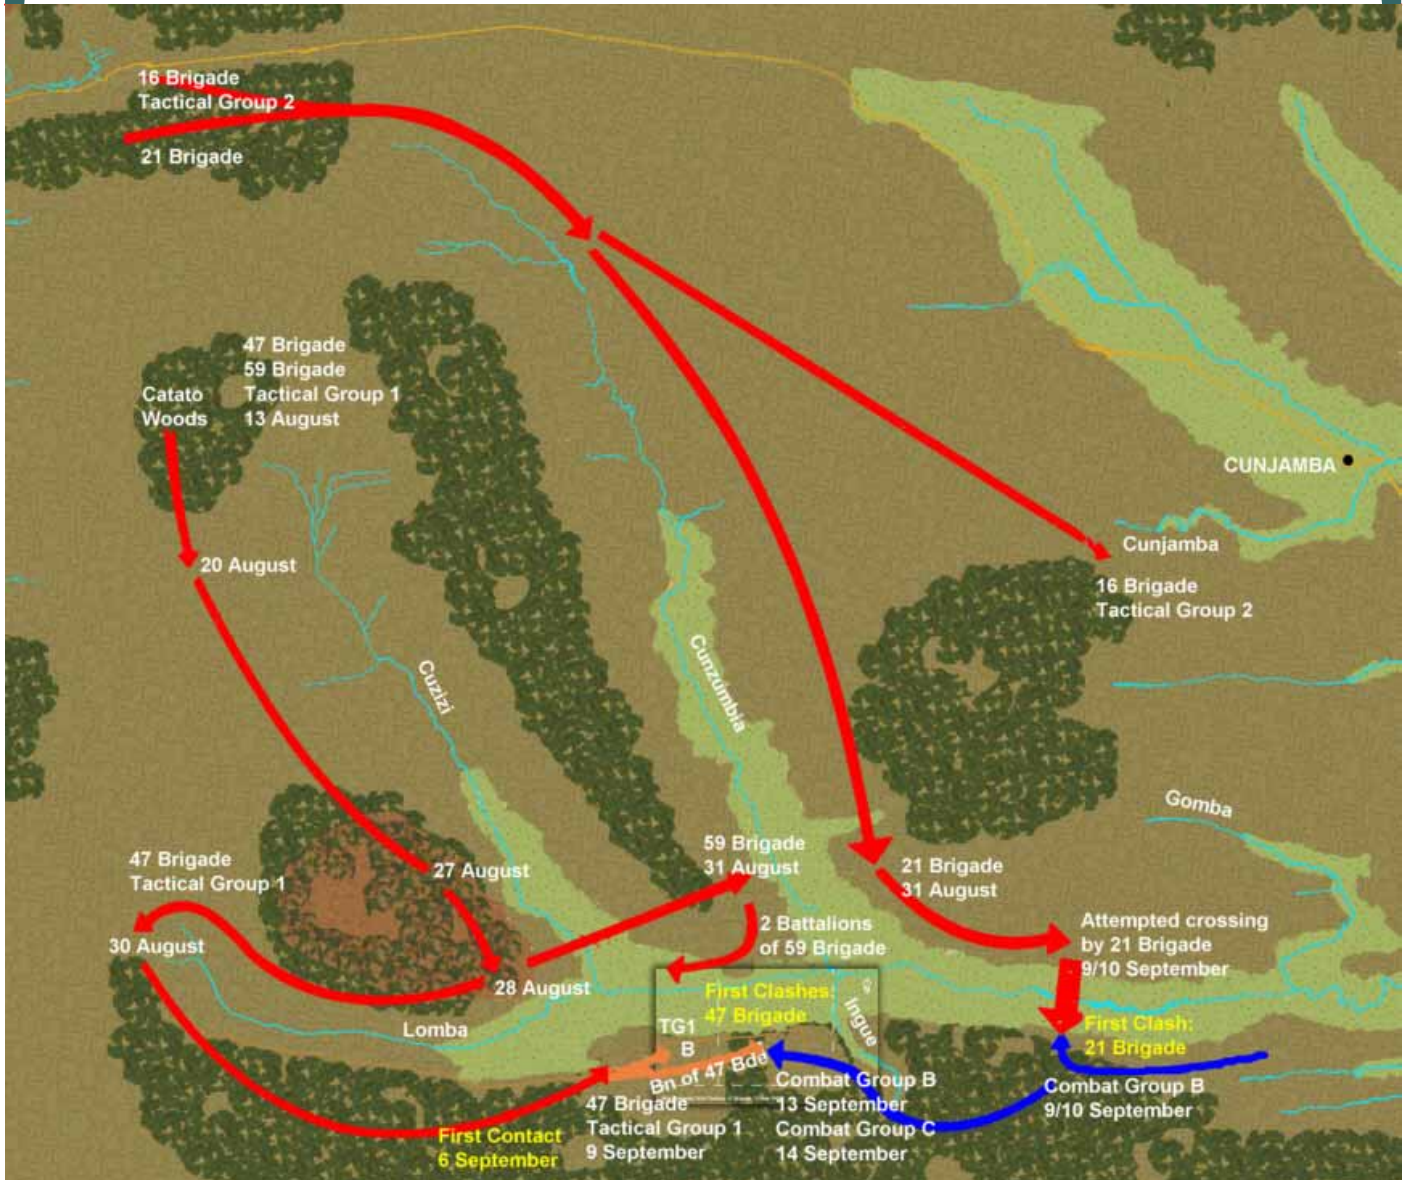 16 Brigade
Tactical Group 2
21 Brigade
47 Brigade
59 Brigade
Tactical Group 1
13 August
Catato
Woods
CUNJAMBA
Cunjamba
20 August
16 Brigade
Tactical Group 2
Cuzizi
Cunzumbia
Gomba
59 Brigade
31 August
47 Brigade
Tactical Group 1
27 August
21 Brigade
31 August
2 Battalions
of 59 Brigade
Attempted crossing
by 21 Brigade
9/10 September
30 August
28 August
First Clashes:
47 Brigade
Ingue
Lomba
TG1
B
Bn of 47 Bde
First Clash:
21 Brigade
Combat Group B
9/10 September
Combat Group B
13 September
Combat Group C
14 September
47 Brigade
Tactical Group 1
9 September
First Contact
6 September